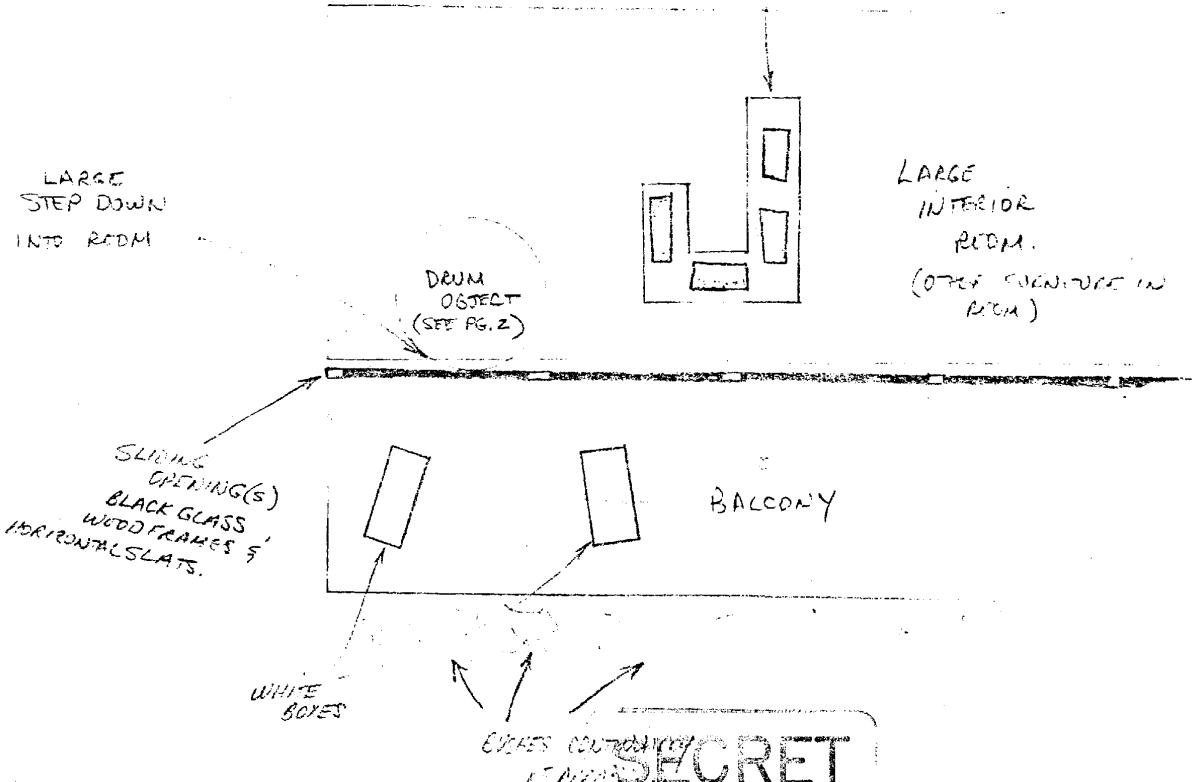 LARGE
STEP DOWN
INTO ROOM
DRUM
OBJECT
(SEE PG. 2)
LARGE
INTERIOR
ROOM.
(OTHER FURNITURE IN
ROOM)
SLIDING
OPENING(S)
BLACK GLASS
WOOD FRAMES &
HORIZONTAL SLATS.
BALCONY
WHITE
BOXES
SECRET